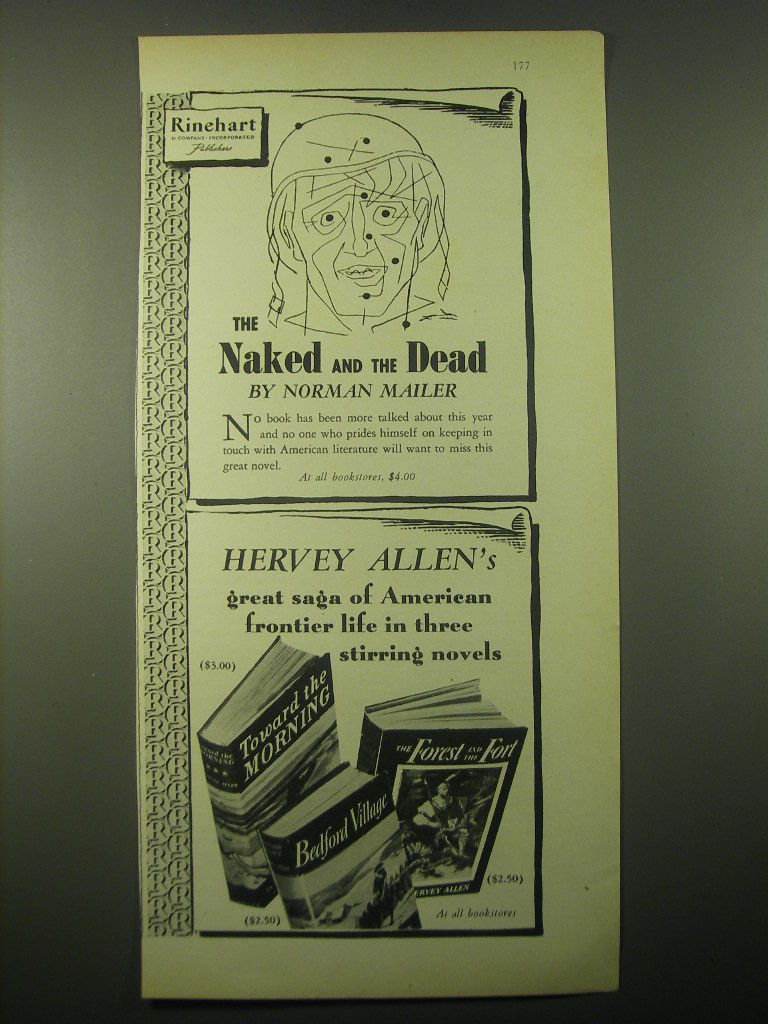 177
Rinehart
& COMPANY · INCORPORATED
Publishers
THE
Naked AND THE Dead
BY NORMAN MAILER
No book has been more talked about this year
and no one who prides himself on keeping in
touch with American literature will want to miss this
great novel.
At all bookstores, $4.00
HERVEY ALLEN's
great saga of American
frontier life in three
stirring novels
($3.00)
Toward the
MORNING
THE Forest AND THE Fort
Bedford Village
ERVEY ALLEN
($2.50)
($2.50)
At all bookstores